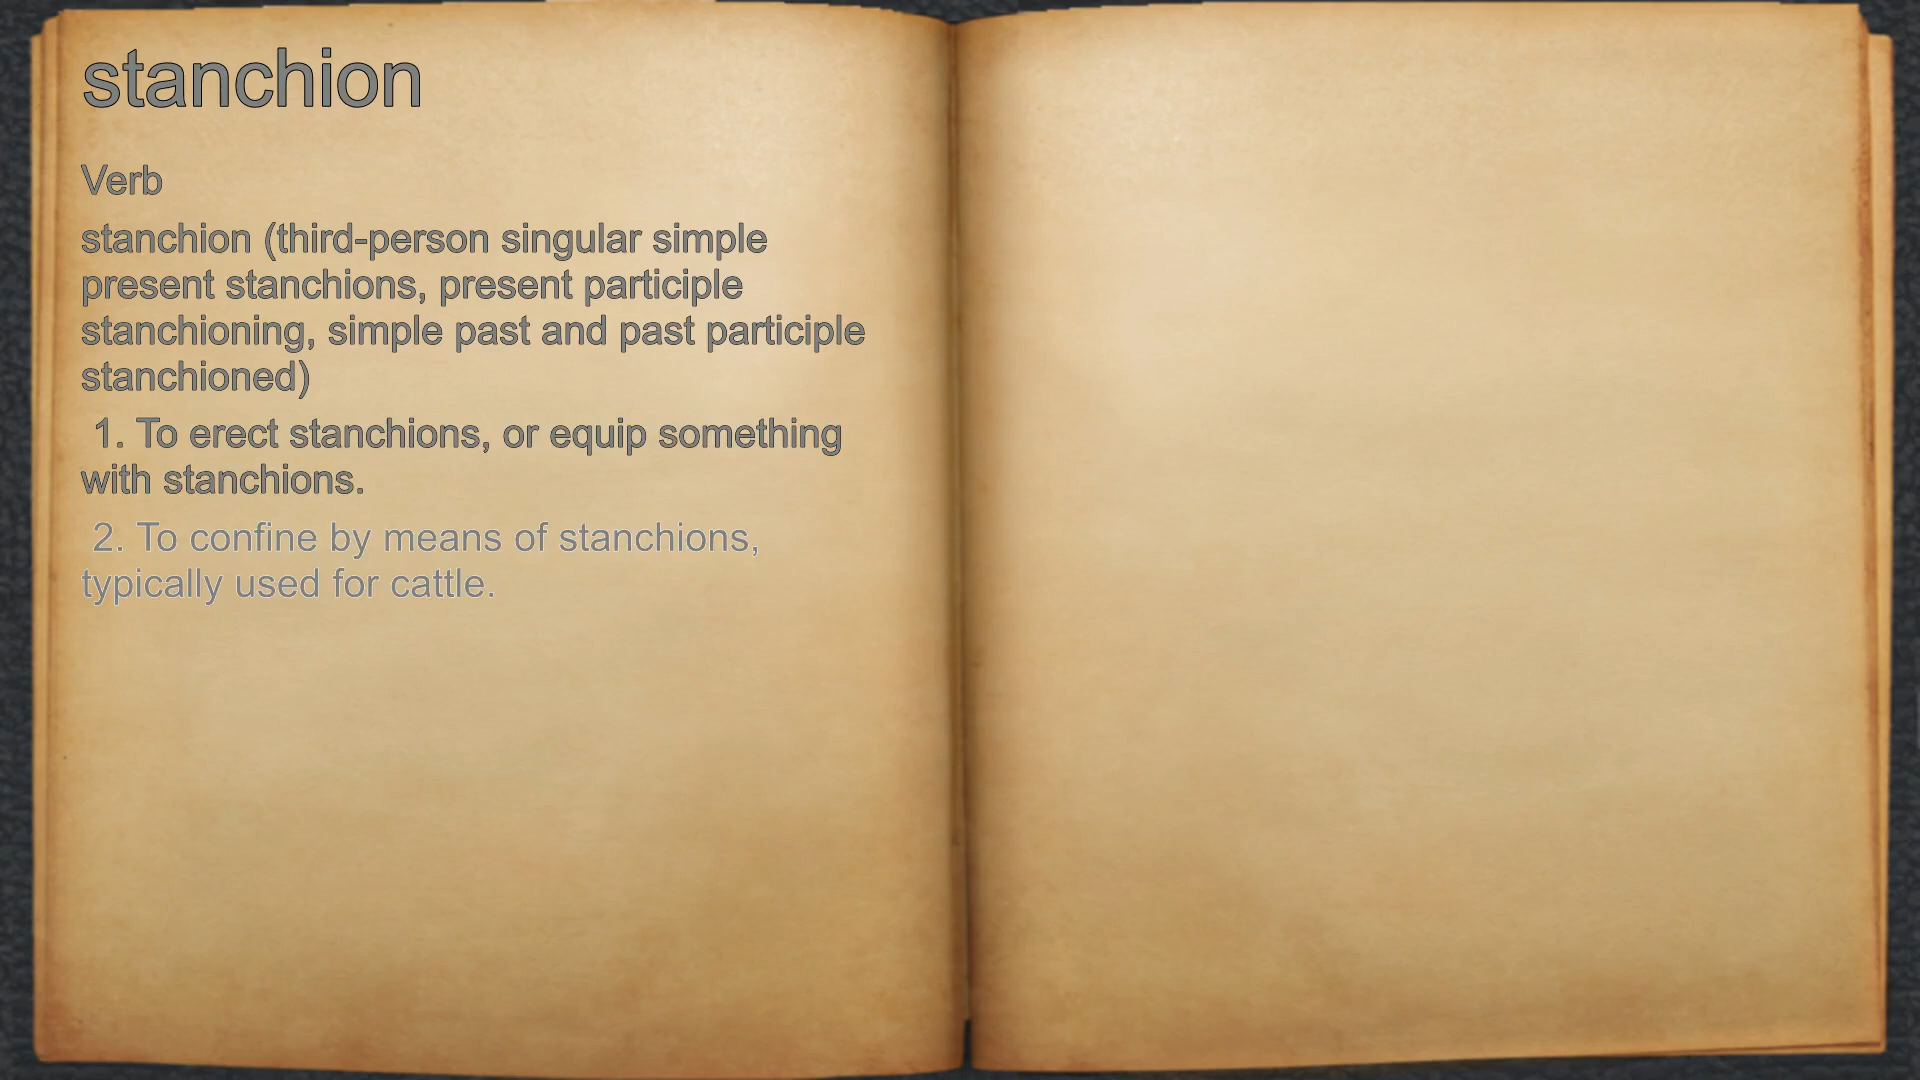 stanchion
Verb
stanchion (third-person singular simple
present stanchions, present participle
stanchioning, simple past and past participle
stanchioned)
1. To erect stanchions, or equip something
with stanchions.
2. To confine by means of stanchions,
typically used for cattle.